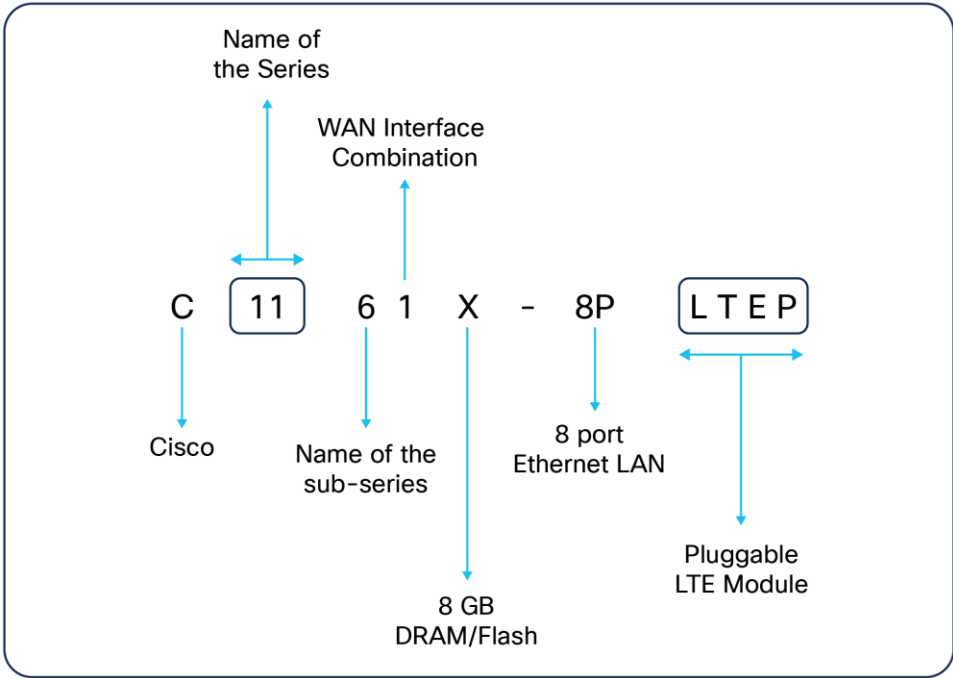 Name of
the Series
WAN Interface
Combination
C 11 6 1 X - 8P L T E P
Cisco
Name of the
sub-series
8 port
Ethernet LAN
8 GB
DRAM/Flash
Pluggable
LTE Module